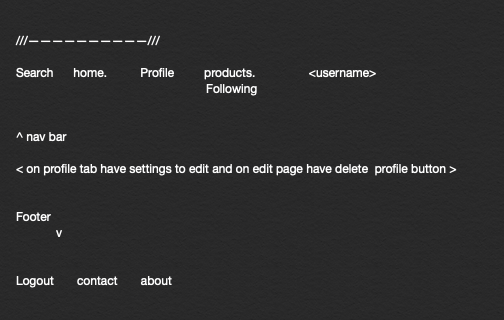 ///— — — — — — — — — —///
Search home. Profile products. <username>
Following
^ nav bar
< on profile tab have settings to edit and on edit page have delete profile button >
Footer
v
Logout contact about